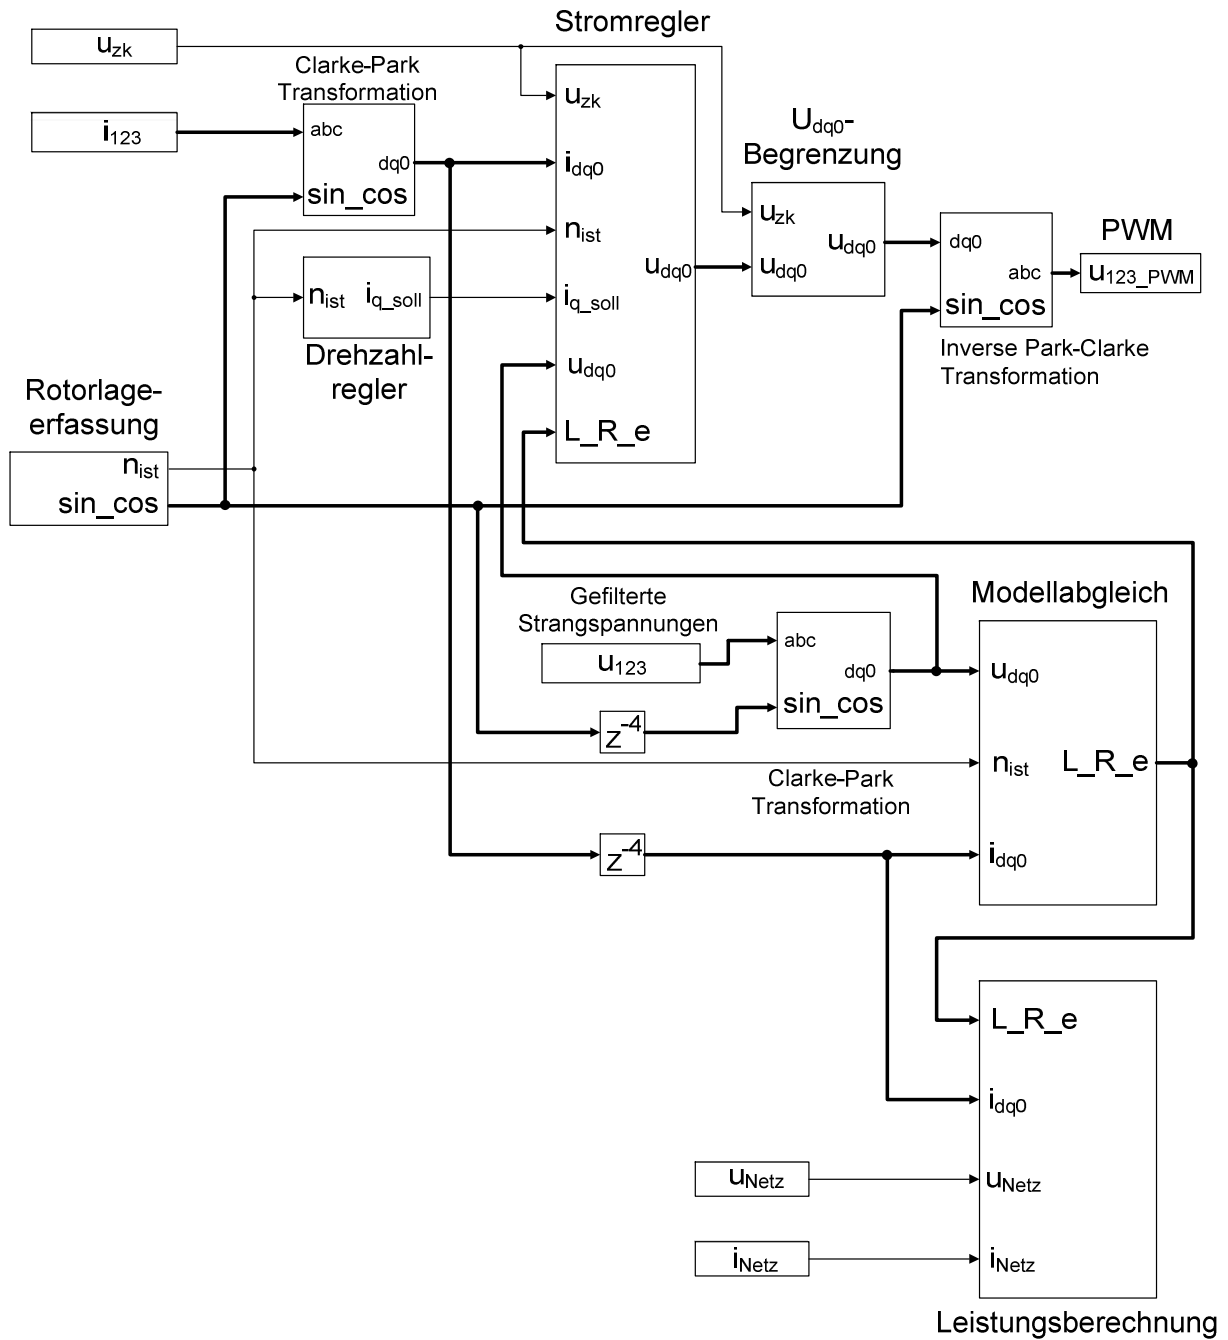 Stromregler
u_zk
Clarke-Park
Transformation
i_123
abc
dq0
sin_cos
u_zk
i_dq0
n_ist
i_q_soll
u_dq0
L_R_e
u_dq0
U_dq0-
Begrenzung
u_zk
u_dq0
u_dq0
dq0
abc
sin_cos
Inverse Park-Clarke
Transformation
PWM
u_123_PWM
n_ist
i_q_soll
Drehzahl-
regler
Rotorlage-
erfassung
n_ist
sin_cos
Gefilterte
Strangspannungen
u_123
abc
dq0
sin_cos
z^-4
Clarke-Park
Transformation
z^-4
Modellabgleich
u_dq0
n_ist
L_R_e
i_dq0
L_R_e
i_dq0
u_Netz
u_Netz
i_Netz
i_Netz
Leistungsberechnung